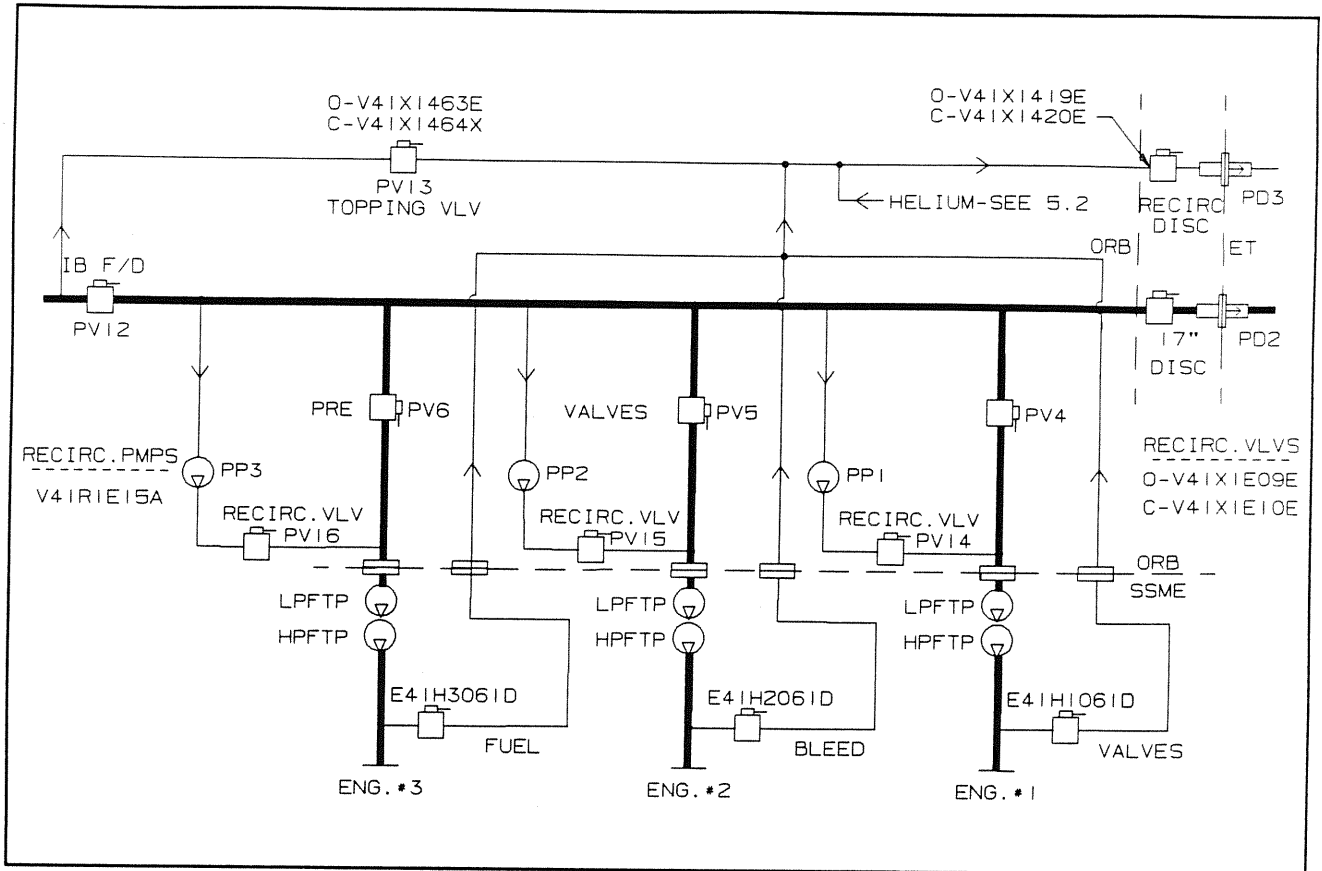 O-V41X1463E
C-V41X1464X
PV13
TOPPING VLV
O-V41X1419E
C-V41X1420E
HELIUM-SEE 5.2
RECIRC
DISC
PD3
ORB
ET
IB F/D
PV12
17"
DISC
PD2
PRE
PV6
VALVES
PV5
PV4
RECIRC.PMPS
V41R1E15A
PP3
PP2
PP1
RECIRC.VLVS
O-V41X1E09E
C-V41X1E10E
RECIRC.VLV
PV16
RECIRC.VLV
PV15
RECIRC.VLV
PV14
ORB
SSME
LPFTP
HPFTP
LPFTP
HPFTP
LPFTP
HPFTP
E41H3061D
E41H2061D
E41H1061D
FUEL
BLEED
VALVES
ENG.#3
ENG.#2
ENG.#1